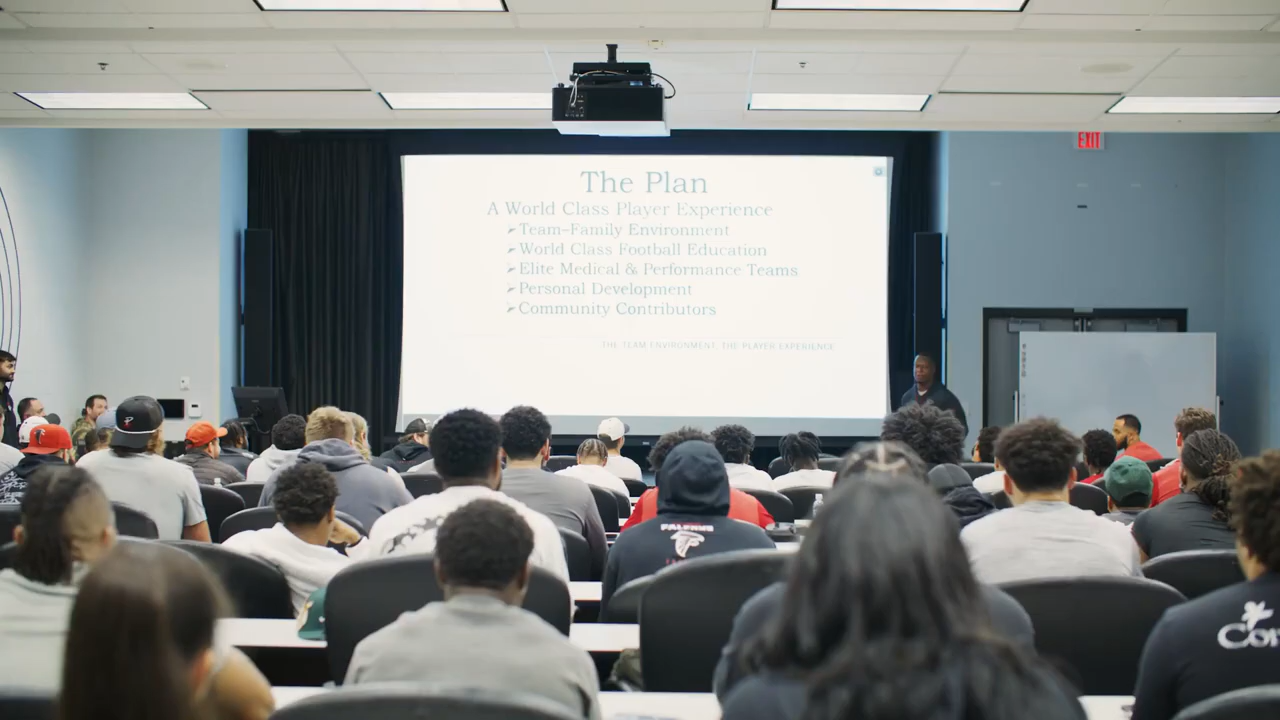 EXIT
The Plan
A World Class Player Experience
➢Team-Family Environment
➢World Class Football Education
➢Elite Medical & Performance Teams
➢Personal Development
➢Community Contributors
THE TEAM ENVIRONMENT, THE PLAYER EXPERIENCE
FALCONS